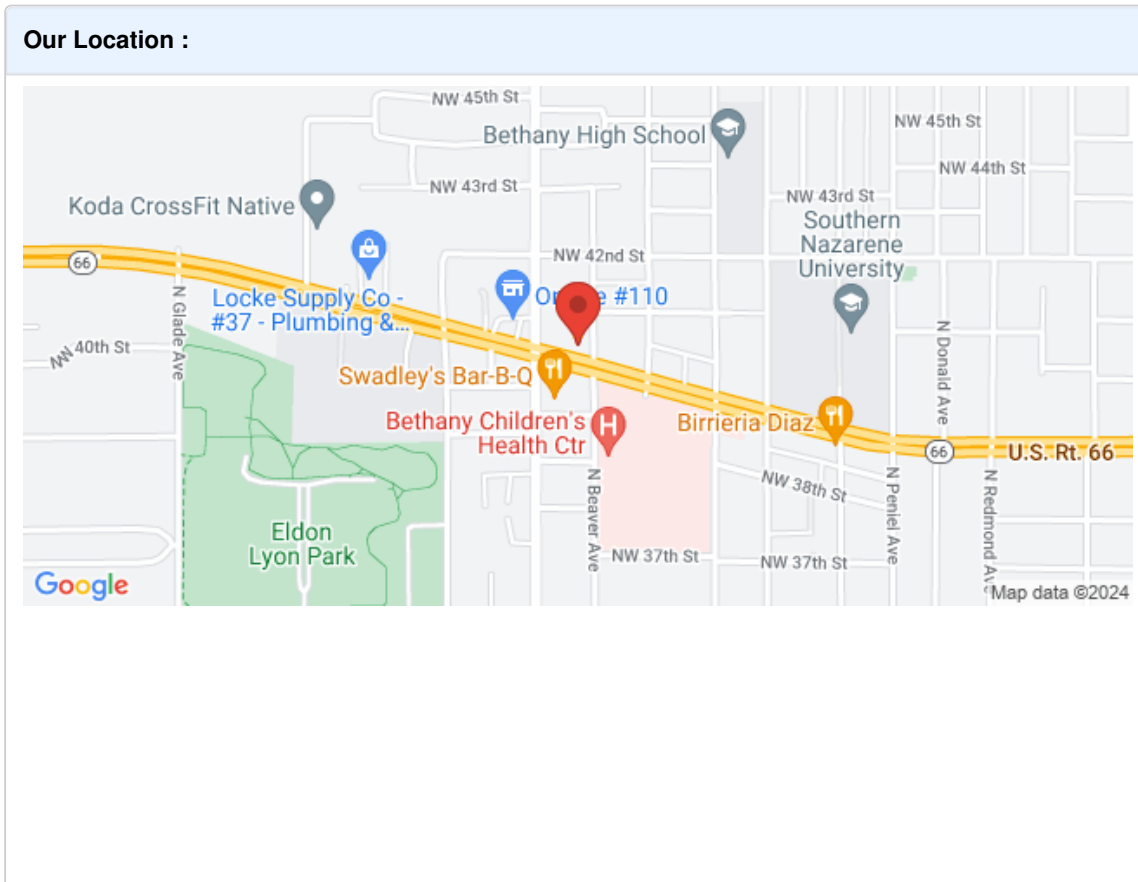 Our Location :
NW 45th St
Bethany High School
NW 45th St
NW 44th St
NW 43rd St
Koda CrossFit Native
NW 43rd St
Southern
Nazarene
University
NW 42nd St
66
Locke Supply Co -
#37 - Plumbing &...
#110
N Glade Ave
NW 40th St
N Donald Ave
Swadley's Bar-B-Q
Bethany Children's
Health Ctr
Birrieria Diaz
66
U.S. Rt. 66
N Beaver Ave
NW 38th St
N Peniel Ave
N Redmond Ave
Eldon
Lyon Park
NW 37th St
NW 37th St
Google
Map data ©2024